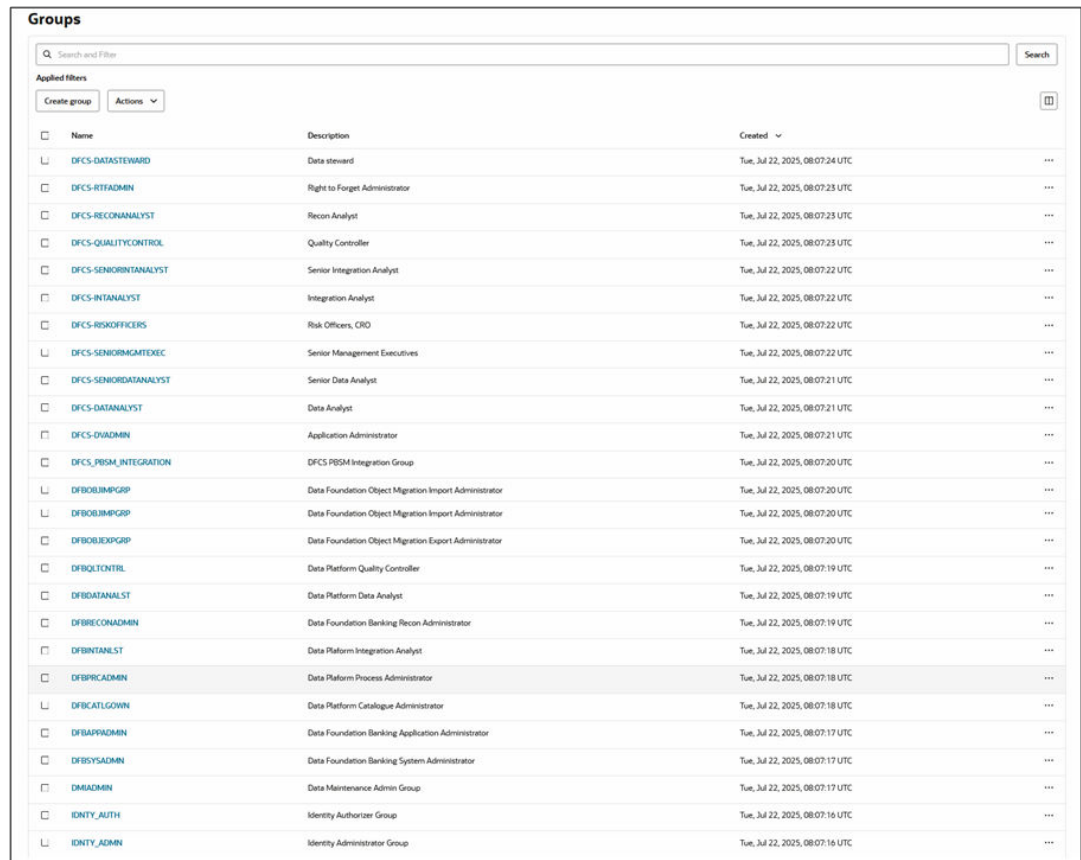 Groups
Search and Filter
Search
Applied filters
Create group Actions
Name Description Created
DFCS-DATASTEWARD Data steward Tue, Jul 22, 2025, 08:07:24 UTC
DFCS-RTFADMIN Right to Forget Administrator Tue, Jul 22, 2025, 08:07:23 UTC
DFCS-RECONANALYST Recon Analyst Tue, Jul 22, 2025, 08:07:23 UTC
DFCS-QUALITYCONTROL Quality Controller Tue, Jul 22, 2025, 08:07:23 UTC
DFCS-SENIORINTANALYST Senior Integration Analyst Tue, Jul 22, 2025, 08:07:22 UTC
DFCS-INTANALYST Integration Analyst Tue, Jul 22, 2025, 08:07:22 UTC
DFCS-RISKOFFICERS Risk Officers, CRO Tue, Jul 22, 2025, 08:07:22 UTC
DFCS-SENIORMGMTEXEC Senior Management Executives Tue, Jul 22, 2025, 08:07:22 UTC
DFCS-SENIORDATANALYST Senior Data Analyst Tue, Jul 22, 2025, 08:07:21 UTC
DFCS-DATANALYST Data Analyst Tue, Jul 22, 2025, 08:07:21 UTC
DFCS-DVADMIN Application Administrator Tue, Jul 22, 2025, 08:07:21 UTC
DFCS_PBSM_INTEGRATION DFCS PBSM Integration Group Tue, Jul 22, 2025, 08:07:20 UTC
DFBOBJIMPGRP Data Foundation Object Migration Import Administrator Tue, Jul 22, 2025, 08:07:20 UTC
DFBOBJIMPGRP Data Foundation Object Migration Import Administrator Tue, Jul 22, 2025, 08:07:20 UTC
DFBOBJEXPGRP Data Foundation Object Migration Export Administrator Tue, Jul 22, 2025, 08:07:20 UTC
DFBQLTCNTRL Data Platform Quality Controller Tue, Jul 22, 2025, 08:07:19 UTC
DFBDATANALST Data Platform Data Analyst Tue, Jul 22, 2025, 08:07:19 UTC
DFBRECONADMIN Data Foundation Banking Recon Administrator Tue, Jul 22, 2025, 08:07:19 UTC
DFBINTANLST Data Plaform Integration Analyst Tue, Jul 22, 2025, 08:07:18 UTC
DFBPRCADMIN Data Plaform Process Administrator Tue, Jul 22, 2025, 08:07:18 UTC
DFBCATLGOWN Data Platform Catalogue Administrator Tue, Jul 22, 2025, 08:07:18 UTC
DFBAPPADMIN Data Foundation Banking Application Administrator Tue, Jul 22, 2025, 08:07:17 UTC
DFBSYSADMN Data Foundation Banking System Administrator Tue, Jul 22, 2025, 08:07:17 UTC
DMIADMIN Data Maintenance Admin Group Tue, Jul 22, 2025, 08:07:17 UTC
IDNTY_AUTH Identity Authorizer Group Tue, Jul 22, 2025, 08:07:16 UTC
IDNTY_ADMN Identity Administrator Group Tue, Jul 22, 2025, 08:07:16 UTC